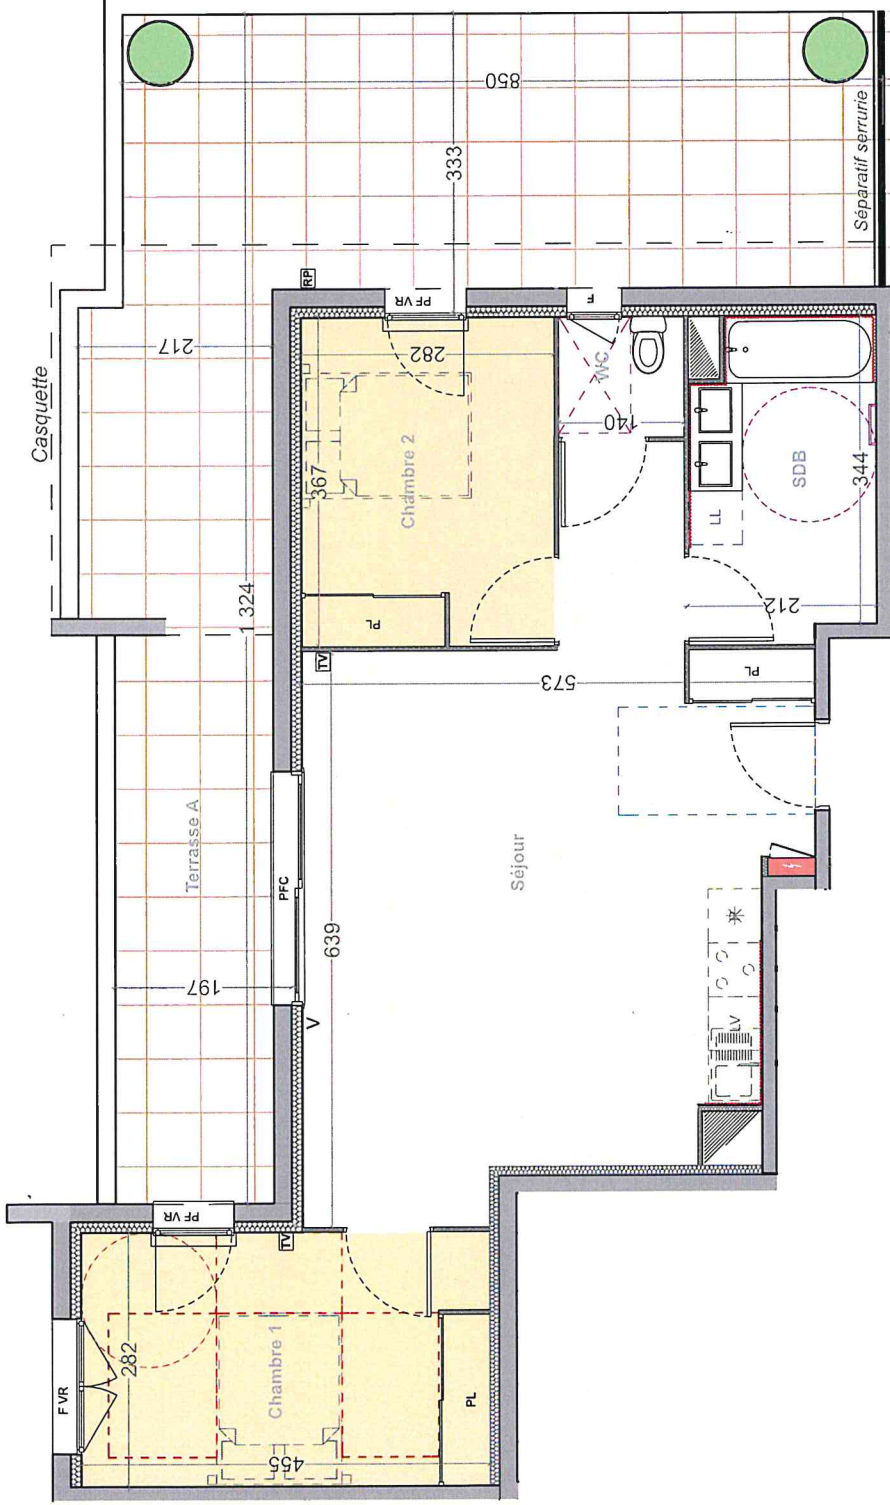 Casquette
850
333
Séparatif serrurie
217
RP
PF VR
F
282
367
Chambre 2
WC
140
LL
SDB
344
PL
212
1 324
TV
573
PL
Terrasse A
PFC
Séjour
197
639
V
LV
PF VR
TV
F VR
282
Chambre 1
455
PL